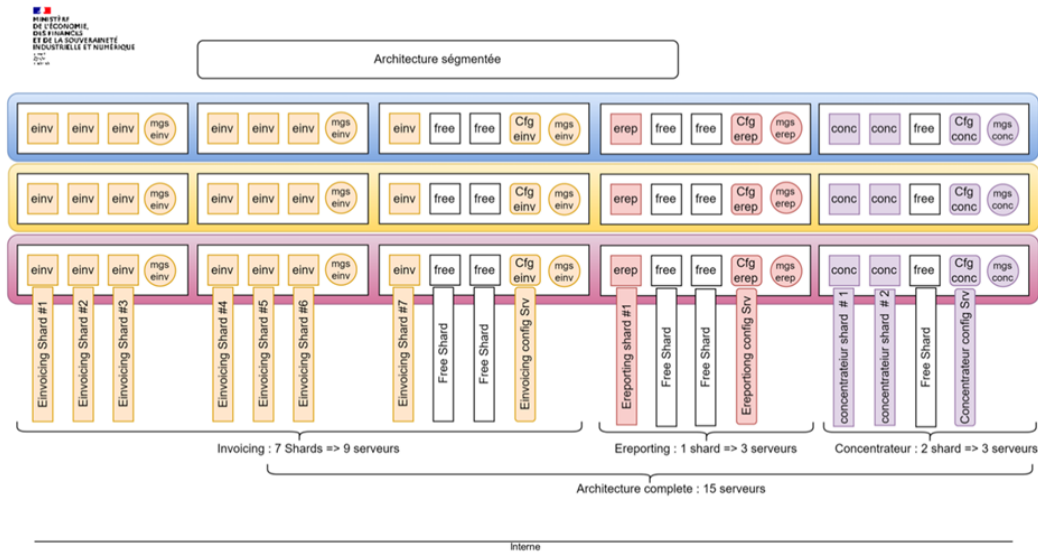 MINISTÈRE
DE L'ÉCONOMIE,
DES FINANCES
ET DE LA SOUVERAINETÉ
INDUSTRIELLE ET NUMÉRIQUE
Architecture ségmentée
einv einv einv mgs einv einv einv einv mgs einv einv free free Cfg einv mgs einv erep free free Cfg erep mgs erep conc conc free Cfg conc mgs conc
einv einv einv mgs einv einv einv einv mgs einv einv free free Cfg einv mgs einv erep free free Cfg erep mgs erep conc conc free Cfg conc mgs conc
einv einv einv mgs einv einv einv einv mgs einv einv free free Cfg einv mgs einv erep free free Cfg erep mgs erep conc conc free Cfg conc mgs conc
Einvoicing Shard #1
Einvoicing Shard #2
Einvoicing Shard #3
Einvoicing Shard #4
Einvoicing Shard #5
Einvoicing Shard #6
Einvoicing Shard #7
Free Shard
Free Shard
Einvoicing config Srv
Ereporting shard #1
Free Shard
Free Shard
Ereportiong config Srv
concentrateiur shard # 1
concentrateiur shard # 2
Free Shard
Concentrateur config Srv
Invoicing : 7 Shards => 9 serveurs
Ereporting : 1 shard => 3 serveurs
Concentrateur : 2 shard => 3 serveurs
Architecture complete : 15 serveurs
Interne